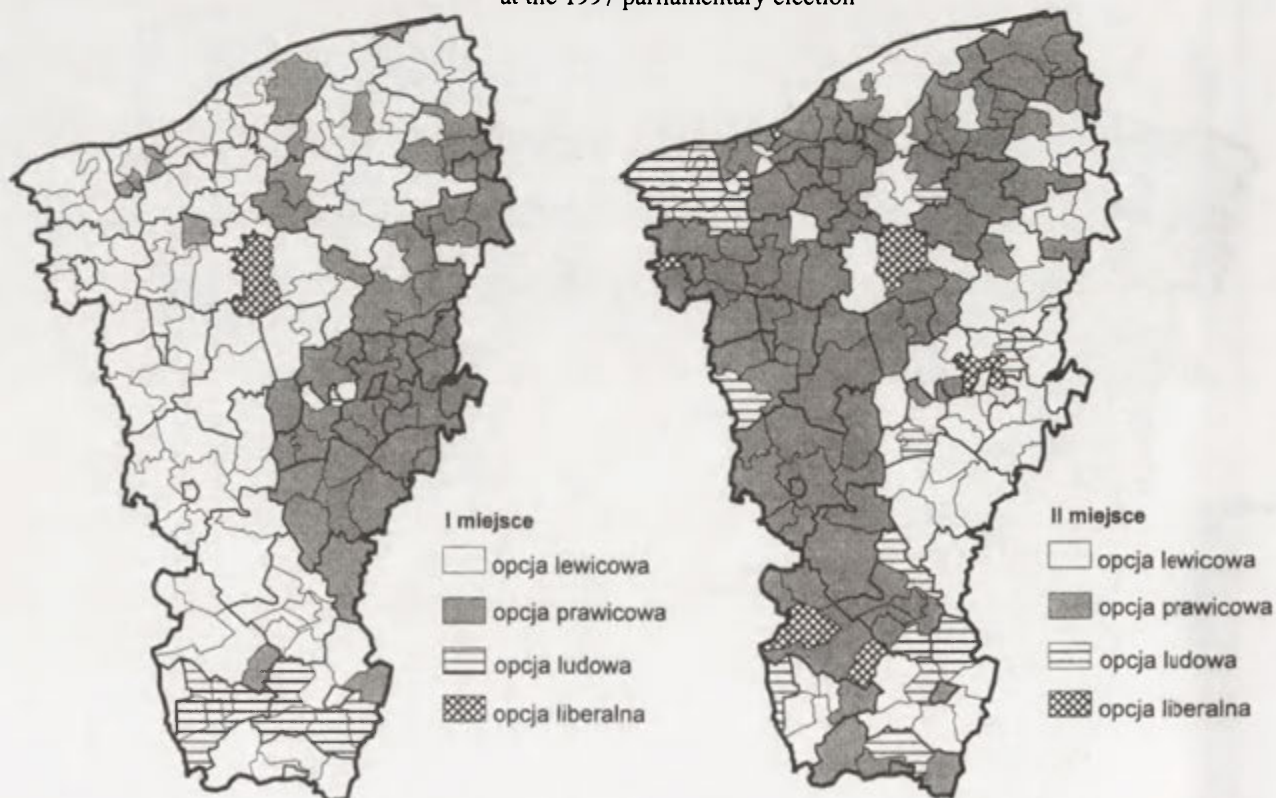 at the 1997 parliamentary election
I miejsce
opcja lewicowa
opcja prawicowa
opcja ludowa
opcja liberalna
II miejsce
opcja lewicowa
opcja prawicowa
opcja ludowa
opcja liberalna